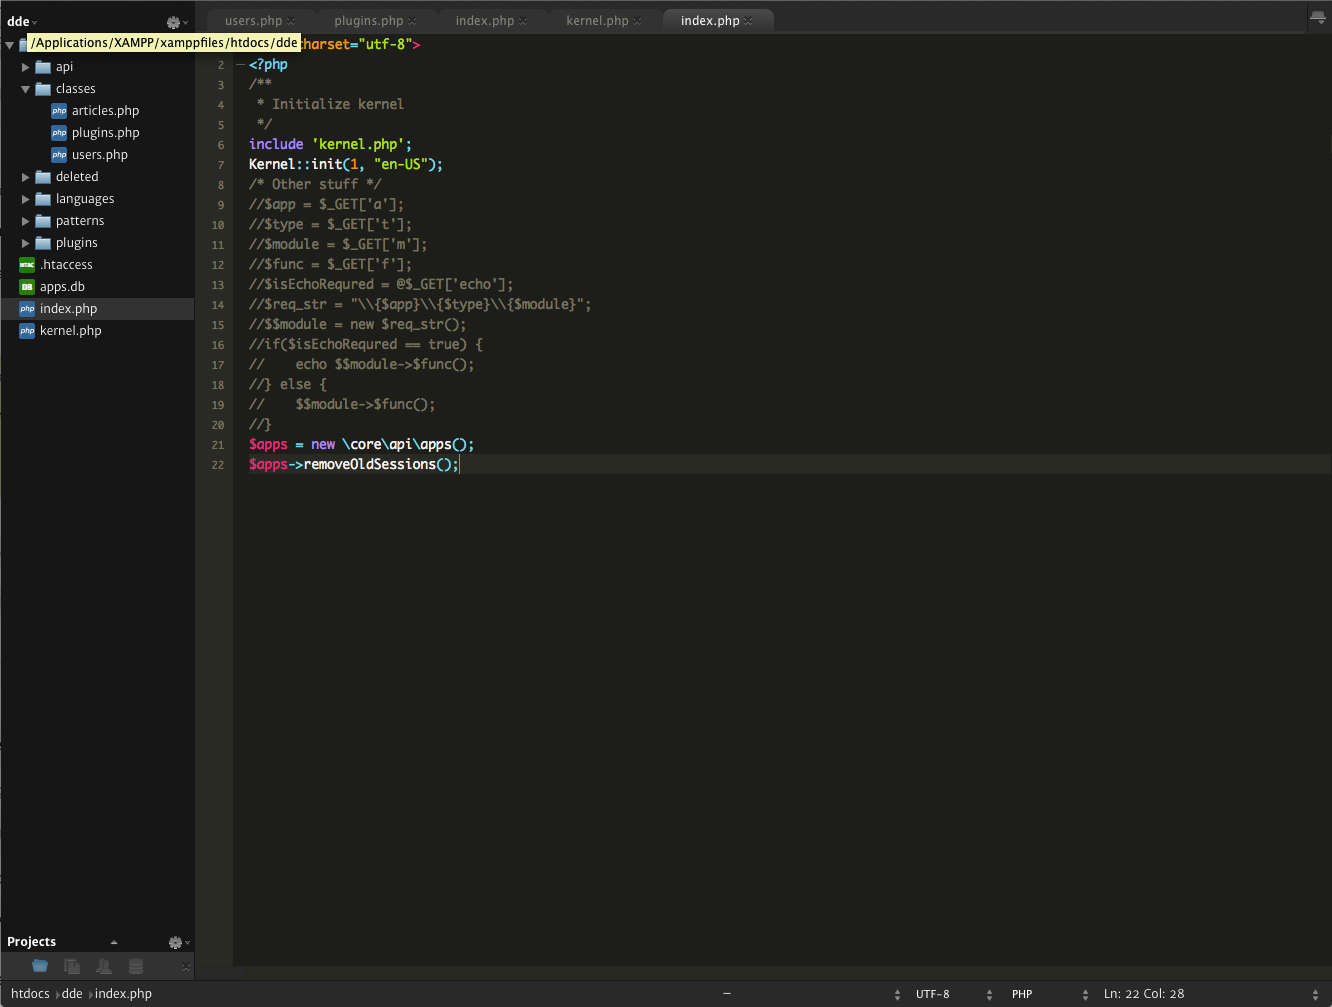 dde
users.php
plugins.php
index.php
kernel.php
index.php
/Applications/XAMPP/xamppfiles/htdocs/dde
api
classes
articles.php
plugins.php
users.php
deleted
languages
patterns
plugins
.htaccess
apps.db
index.php
kernel.php
charset="utf-8">
2 <?php
3 /**
4 * Initialize kernel
5 */
6 include 'kernel.php';
7 Kernel::init(1, "en-US");
8 /* Other stuff */
9 //$app = $_GET['a'];
10 //$type = $_GET['t'];
11 //$module = $_GET['m'];
12 //$func = $_GET['f'];
13 //$isEchoRequred = @$_GET['echo'];
14 //$req_str = "\\{$app}\\{$type}\\{$module}";
15 //$$module = new $req_str();
16 //if($isEchoRequred == true) {
17 //    echo $$module->$func();
18 //} else {
19 //    $$module->$func();
20 //}
21 $apps = new \core\api\apps();
22 $apps->removeOldSessions();
Projects
htdocs dde index.php
UTF-8
PHP
Ln: 22 Col: 28